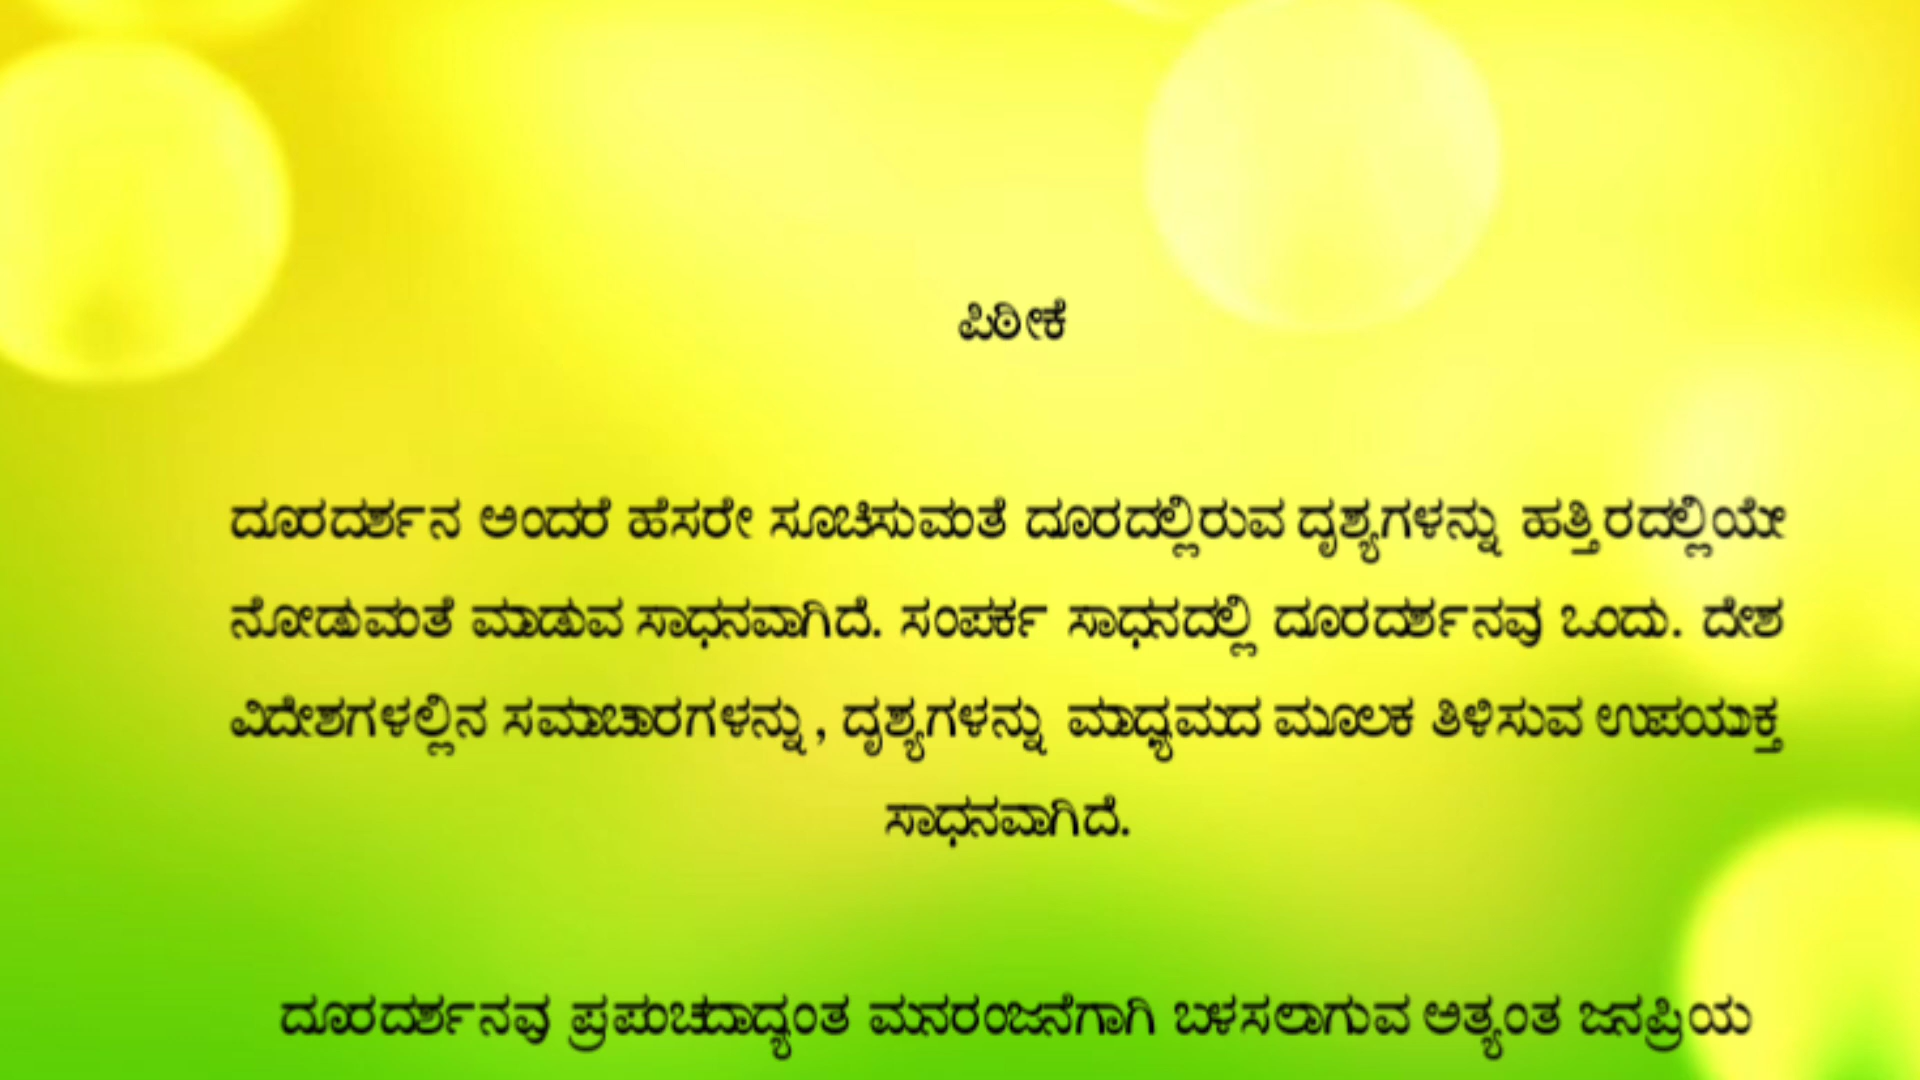 ಪಿಠೀಕೆ
ದೂರದರ್ಶನ ಅಂದರೆ ಹೆಸರೇ ಸೂಚಿಸುವಂತೆ ದೂರದಲ್ಲಿರುವ ದೃಶ್ಯಗಳನ್ನು ಹತ್ತಿರದಲ್ಲಿಯೇ
ನೋಡುವಂತೆ ಮಾಡುವ ಸಾಧನವಾಗಿದೆ. ಸಂಪರ್ಕ ಸಾಧನದಲ್ಲಿ ದೂರದರ್ಶನವು ಒಂದು. ದೇಶ
ವಿದೇಶಗಳಲ್ಲಿನ ಸಮಾಚಾರಗಳನ್ನು, ದೃಶ್ಯಗಳನ್ನು ಮಾಧ್ಯಮದ ಮೂಲಕ ತಿಳಿಸುವ ಉಪಯುಕ್ತ
ಸಾಧನವಾಗಿದೆ.
ದೂರದರ್ಶನವು ಪ್ರಪಂಚದಾದ್ಯಂತ ಮನರಂಜನೆಗಾಗಿ ಬಳಸಲಾಗುವ ಅತ್ಯಂತ ಜನಪ್ರಿಯ